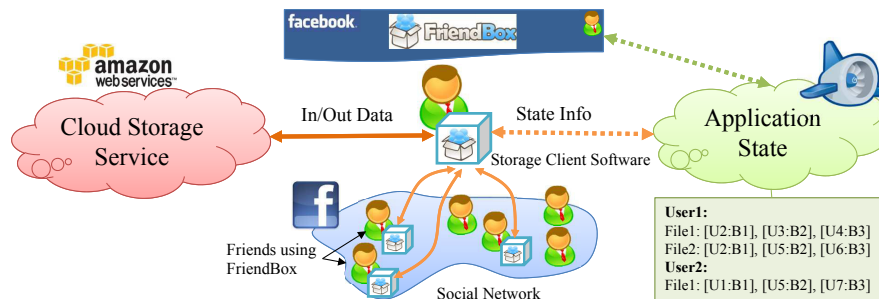 facebook.
FriendBox
amazon
webservices™
Cloud Storage
Service
In/Out Data
State Info
Storage Client Software
Application
State
f
Friends using
FriendBox
Social Network
User1:
File1: [U2:B1], [U3:B2], [U4:B3]
File2: [U2:B1], [U5:B2], [U6:B3]
User2:
File1: [U1:B1], [U5:B2], [U7:B3]